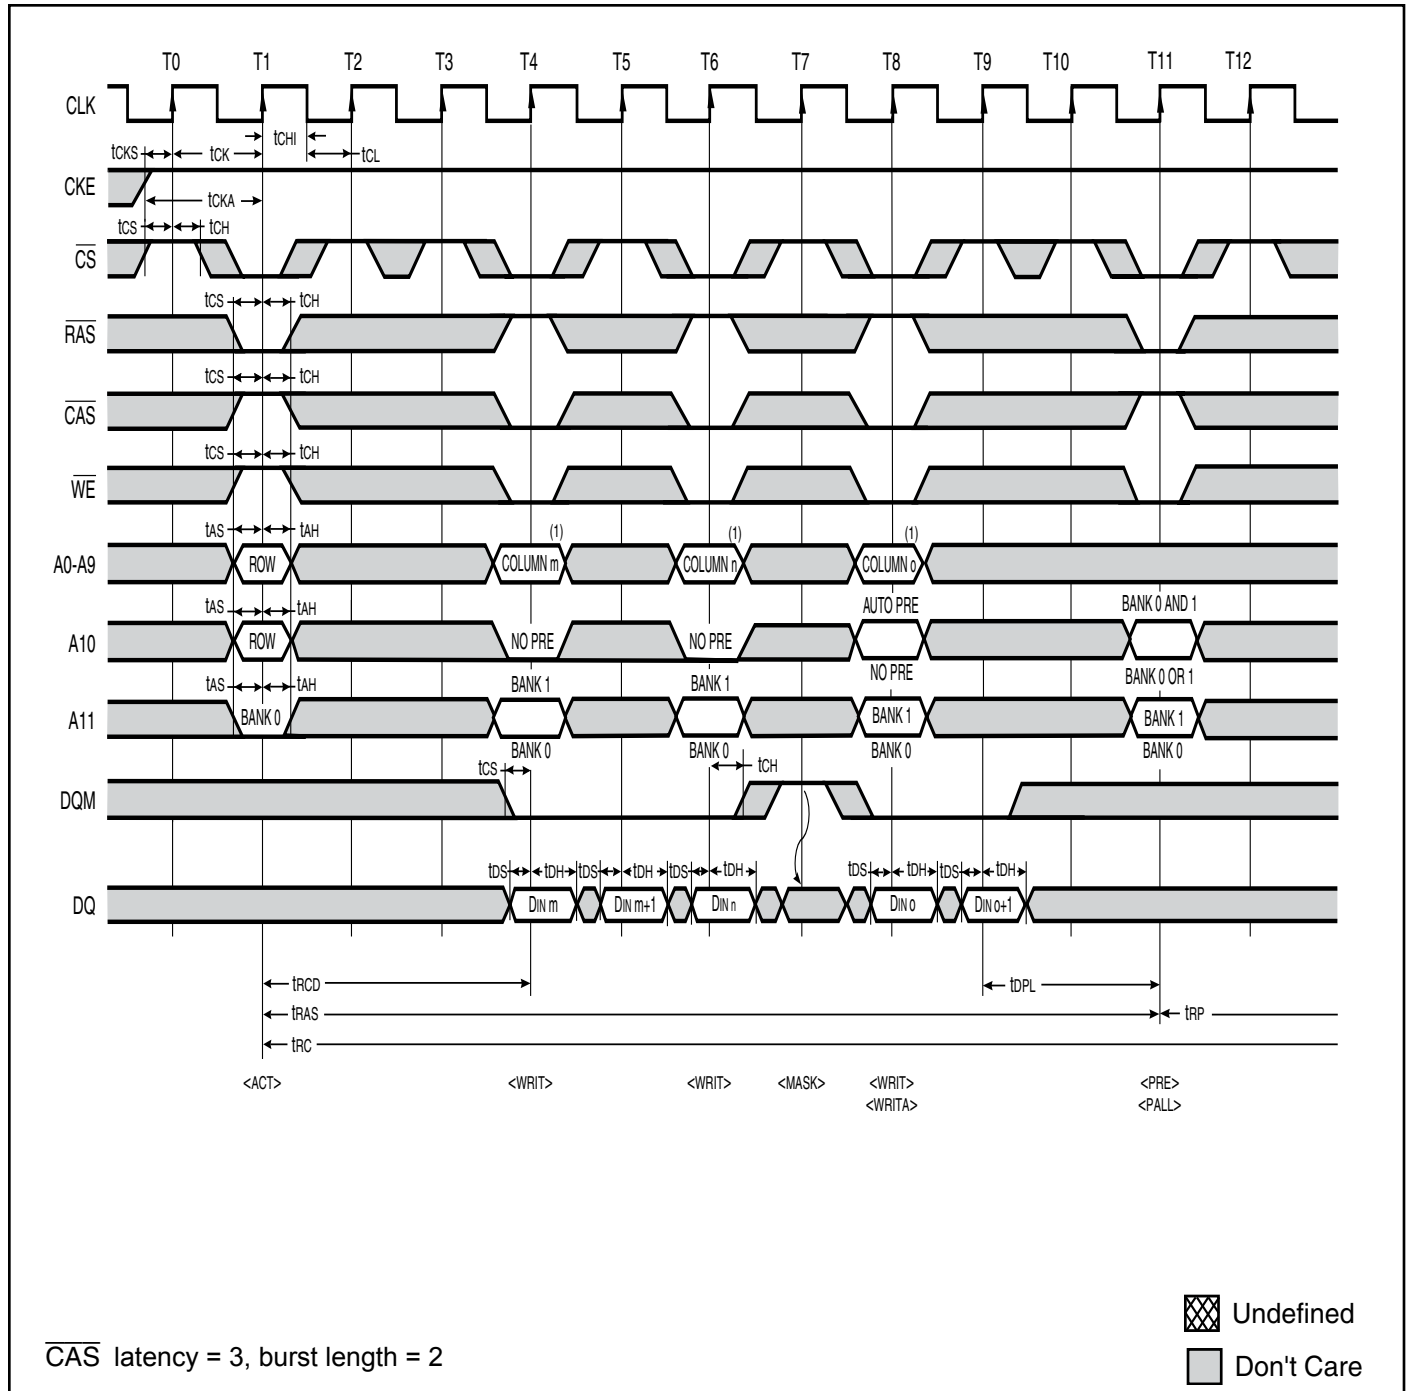 T0 T1 T2 T3 T4 T5 T6 T7 T8 T9 T10 T11 T12
CLK
tCHI
tCKS tCK tCL
CKE
tCKA
tCS tCH
CS
tCS tCH
RAS
tCS tCH
CAS
tCS tCH
WE
tAS tAH (1) (1) (1)
A0-A9 ROW COLUMN m COLUMN n COLUMN o
tAS tAH AUTO PRE BANK 0 AND 1
A10 ROW NO PRE NO PRE
NO PRE BANK 0 OR 1
tAS tAH BANK 1 BANK 1
A11 BANK 0 BANK 1 BANK 1
BANK 0 BANK 0 BANK 0 BANK 0
tCS tCH
DQM
tDS tDH tDS tDH tDS tDH tDS tDH tDS tDH
DQ DIN m DIN m+1 DIN n DIN o DIN o+1
tRCD tDPL
tRAS tRP
tRC
<ACT> <WRIT> <WRIT> <MASK> <WRIT> <PRE>
<WRITA> <PALL>
Undefined
CAS latency = 3, burst length = 2
Don't Care